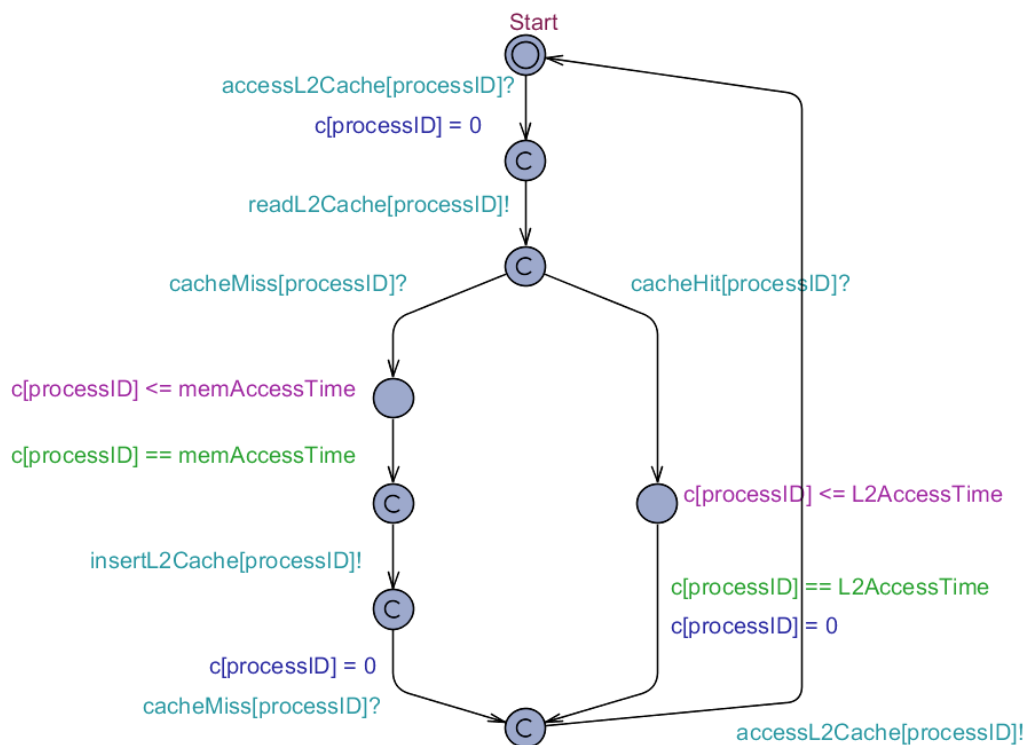 Start
accessL2Cache[processID]?
c[processID] = 0
C
readL2Cache[processID]!
C
cacheMiss[processID]?
cacheHit[processID]?
c[processID] <= memAccessTime
c[processID] == memAccessTime
C
c[processID] <= L2AccessTime
insertL2Cache[processID]!
c[processID] == L2AccessTime
C
c[processID] = 0
c[processID] = 0
cacheMiss[processID]?
C
accessL2Cache[processID]!